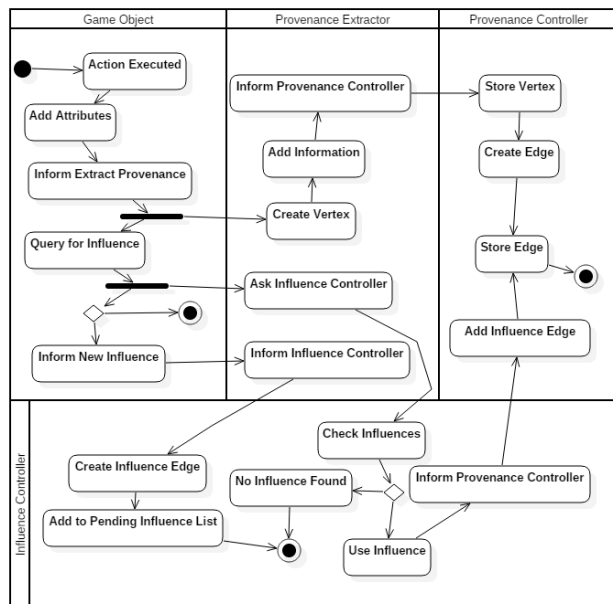 Game Object
Provenance Extractor
Provenance Controller
Action Executed
Inform Provenance Controller
Store Vertex
Add Attributes
Add Information
Create Edge
Inform Extract Provenance
Create Vertex
Query for Influence
Store Edge
Ask Influence Controller
Add Influence Edge
Inform New Influence
Inform Influence Controller
Influence Controller
Check Influences
Create Influence Edge
No Influence Found
Inform Provenance Controller
Add to Pending Influence List
Use Influence